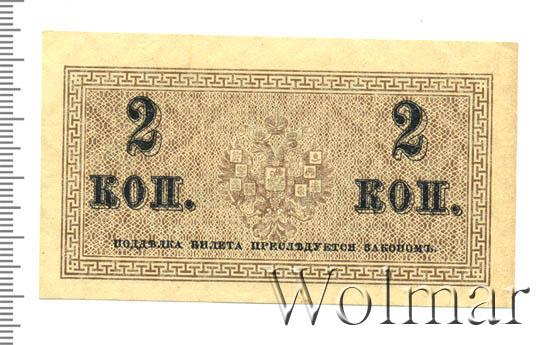 2 2
КОП. КОП.
ПОДДѢЛКА БИЛЕТА ПРЕСЛѢДУЕТСЯ ЗАКОНОМЪ.
Wolmar